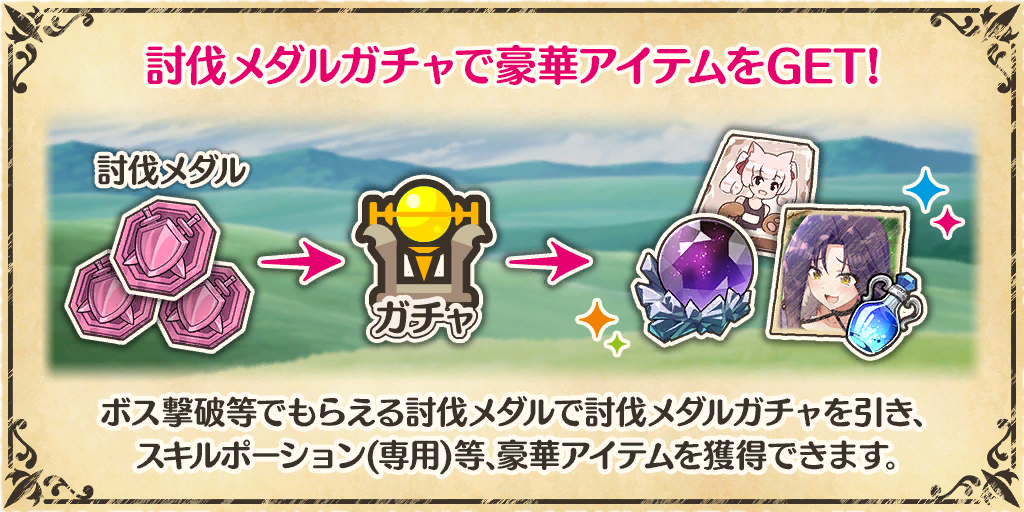 討伐メダルガチャで豪華アイテムをGET!
討伐メダル
ガチャ
ボス撃破等でもらえる討伐メダルで討伐メダルガチャを引き、
スキルポーション(専用)等、豪華アイテムを獲得できます。